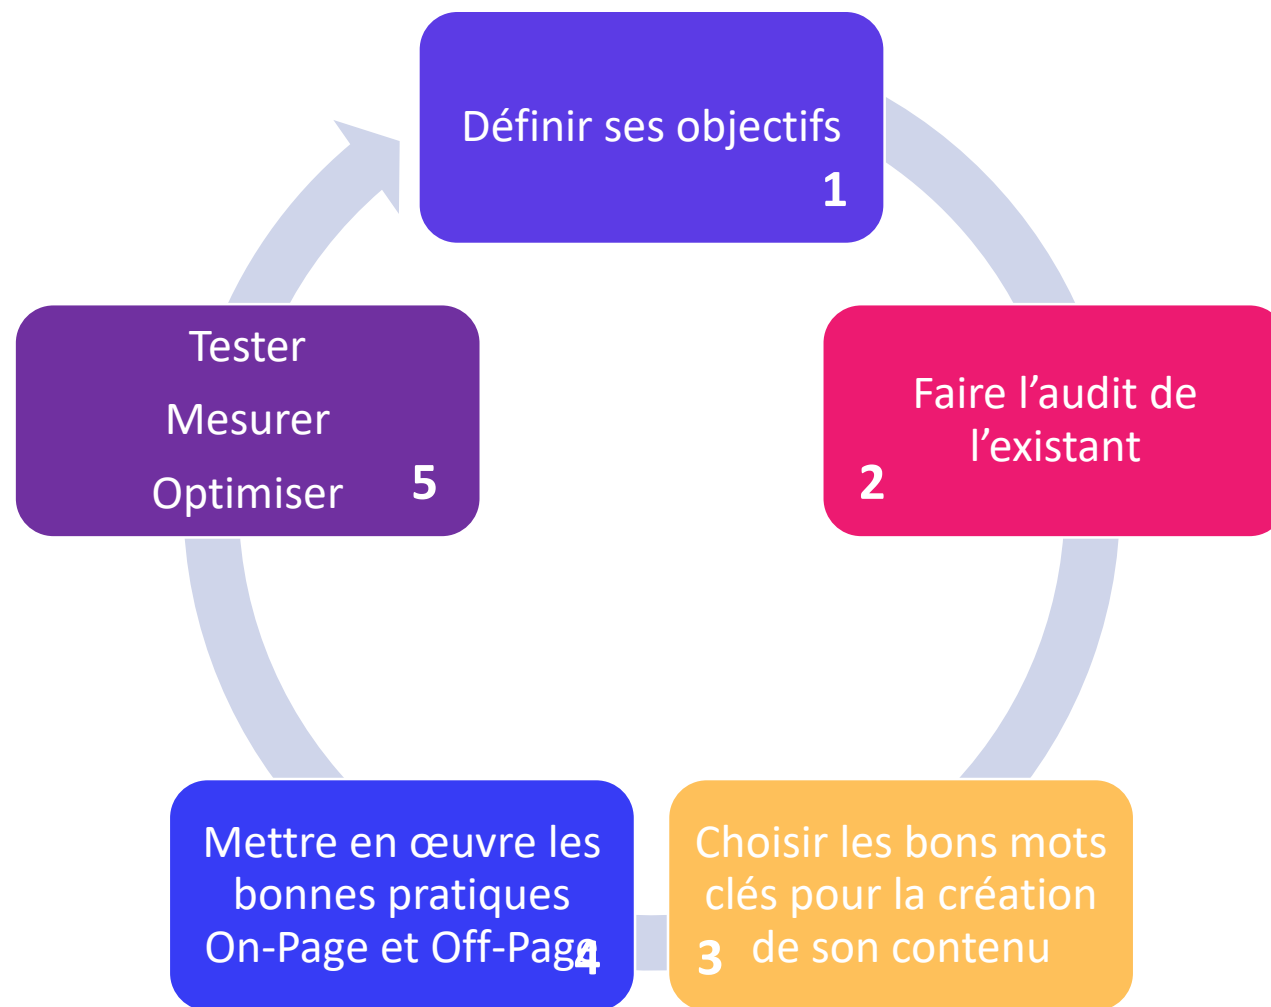 Définir ses objectifs
1
Faire l’audit de
l’existant
2
Choisir les bons mots
clés pour la création
de son contenu
3
Mettre en œuvre les
bonnes pratiques
On-Page et Off-Page
4
Tester
Mesurer
Optimiser
5